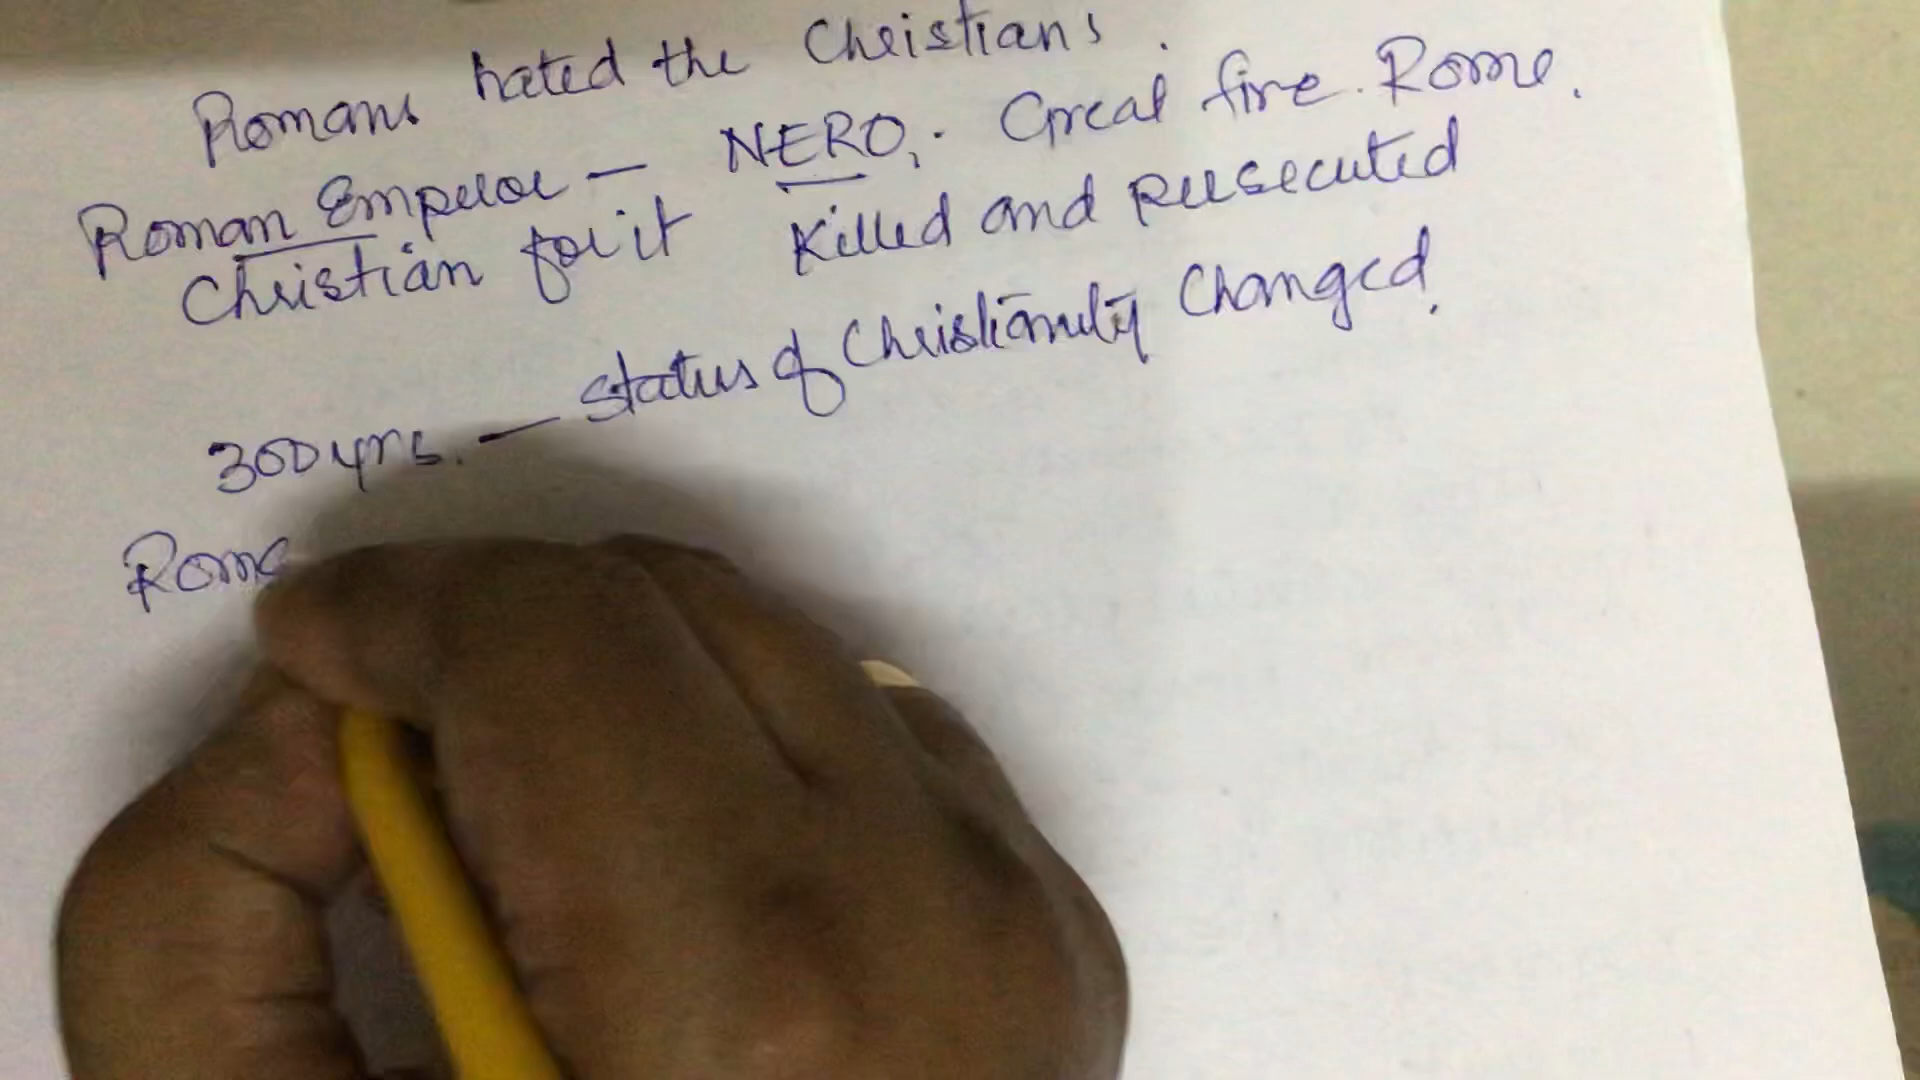 Romans hated the Christians.
Roman Emperor - NERO,. Great fire. Rome.
Christian for it killed and persecuted
300 yrs. - status of Christianity changed.
Rome